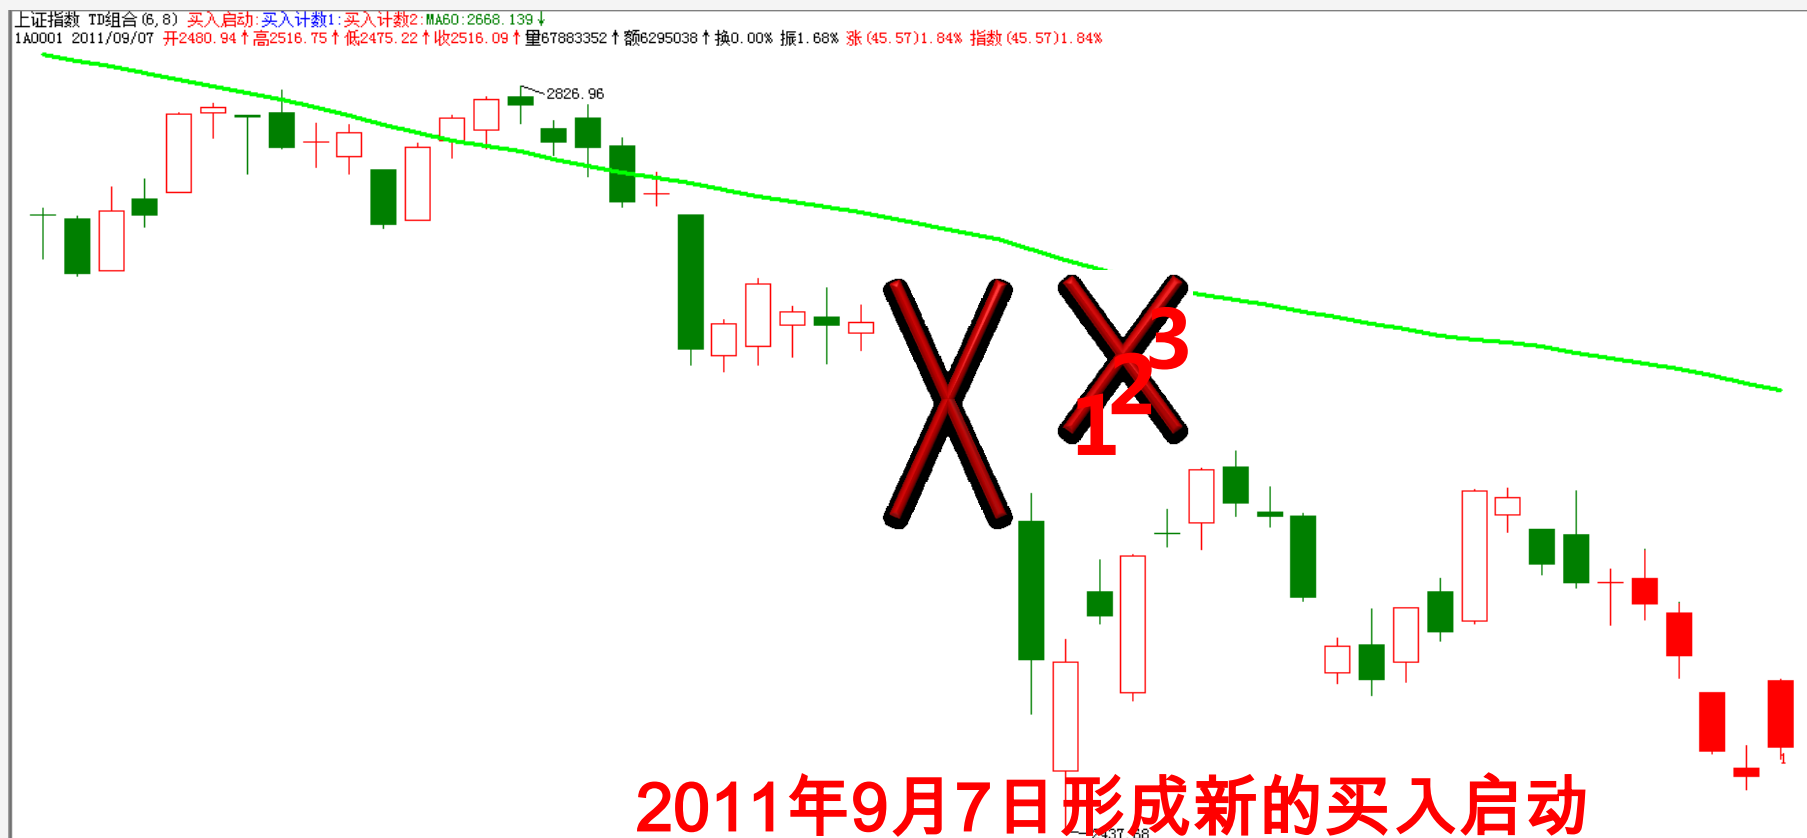 上证指数 TD组合(6,8) 买入启动:买入计数1:买入计数2:MA60:2668.139↓
1A0001 2011/09/07 开2480.94↑高2516.75↑低2475.22↑收2516.09↑量67883352↑额6295038↑换0.00% 振1.68% 涨(45.57)1.84% 指数(45.57)1.84%
2826.96
3
2
1
1
2011年9月7日形成新的买入启动
2437.68